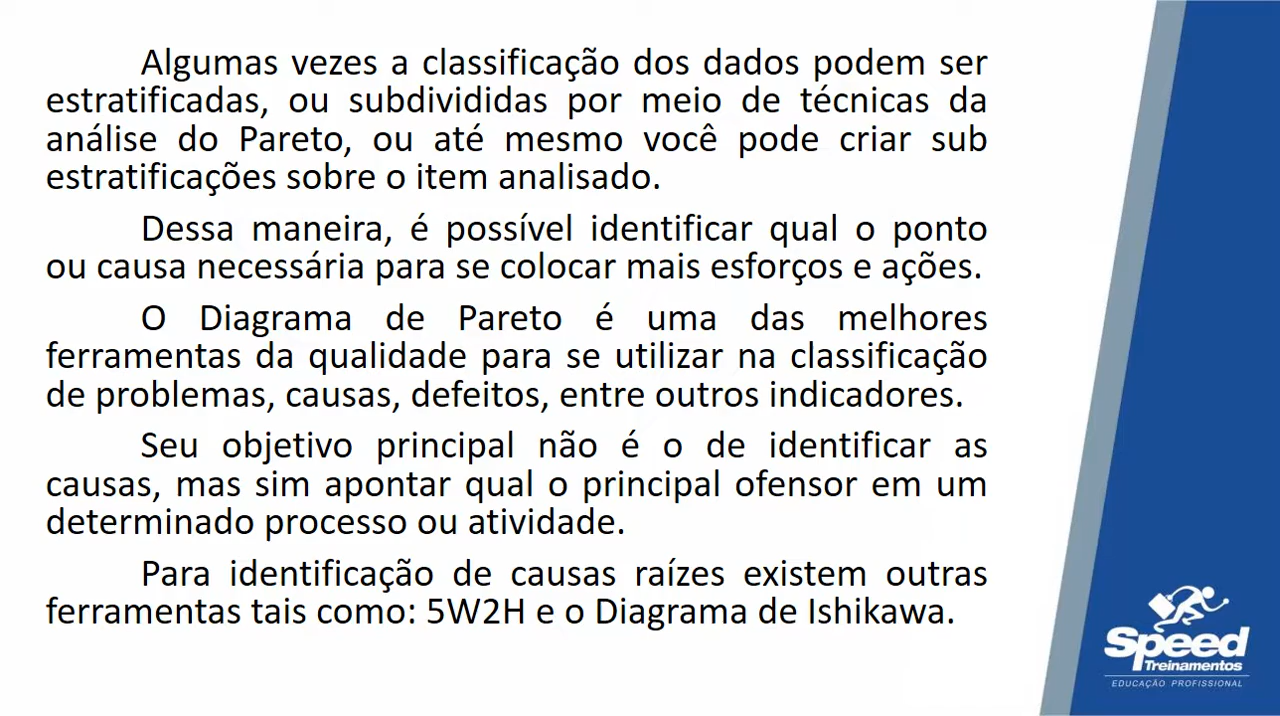 Algumas vezes a classificação dos dados podem ser
estratificadas, ou subdivididas por meio de técnicas da
análise do Pareto, ou até mesmo você pode criar sub
estratificações sobre o item analisado.
Dessa maneira, é possível identificar qual o ponto
ou causa necessária para se colocar mais esforços e ações.
O Diagrama de Pareto é uma das melhores
ferramentas da qualidade para se utilizar na classificação
de problemas, causas, defeitos, entre outros indicadores.
Seu objetivo principal não é o de identificar as
causas, mas sim apontar qual o principal ofensor em um
determinado processo ou atividade.
Para identificação de causas raízes existem outras
ferramentas tais como: 5W2H e o Diagrama de Ishikawa.
Speed
Treinamentos
EDUCAÇÃO PROFISSIONAL